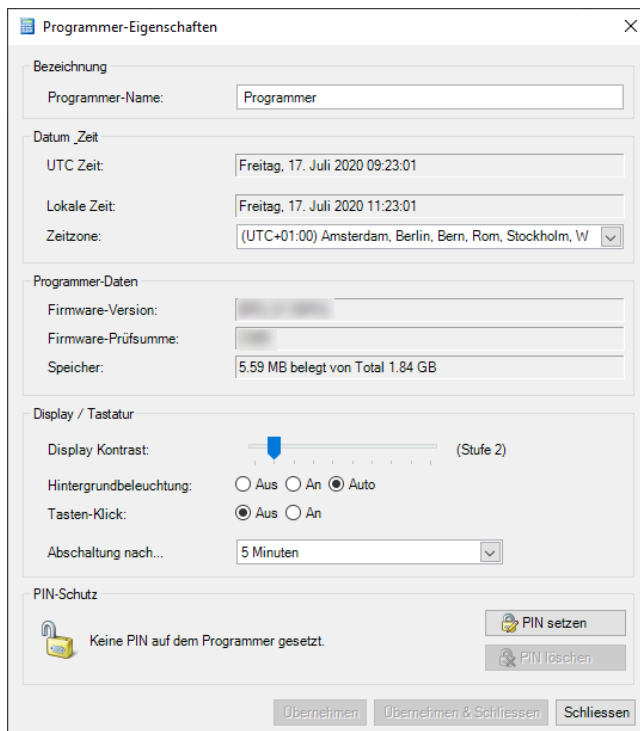 Programmer-Eigenschaften
Bezeichnung
Programmer-Name: Programmer
Datum _Zeit
UTC Zeit: Freitag, 17. Juli 2020 09:23:01
Lokale Zeit: Freitag, 17. Juli 2020 11:23:01
Zeitzone: (UTC+01:00) Amsterdam, Berlin, Bern, Rom, Stockholm, W
Programmer-Daten
Firmware-Version:
Firmware-Prüfsumme:
Speicher: 5.59 MB belegt von Total 1.84 GB
Display / Tastatur
Display Kontrast: (Stufe 2)
Hintergrundbeleuchtung: Aus An Auto
Tasten-Klick: Aus An
Abschaltung nach... 5 Minuten
PIN-Schutz
PIN setzen
Keine PIN auf dem Programmer gesetzt.
PIN löschen
Übernehmen Übernehmen & Schliessen Schliessen